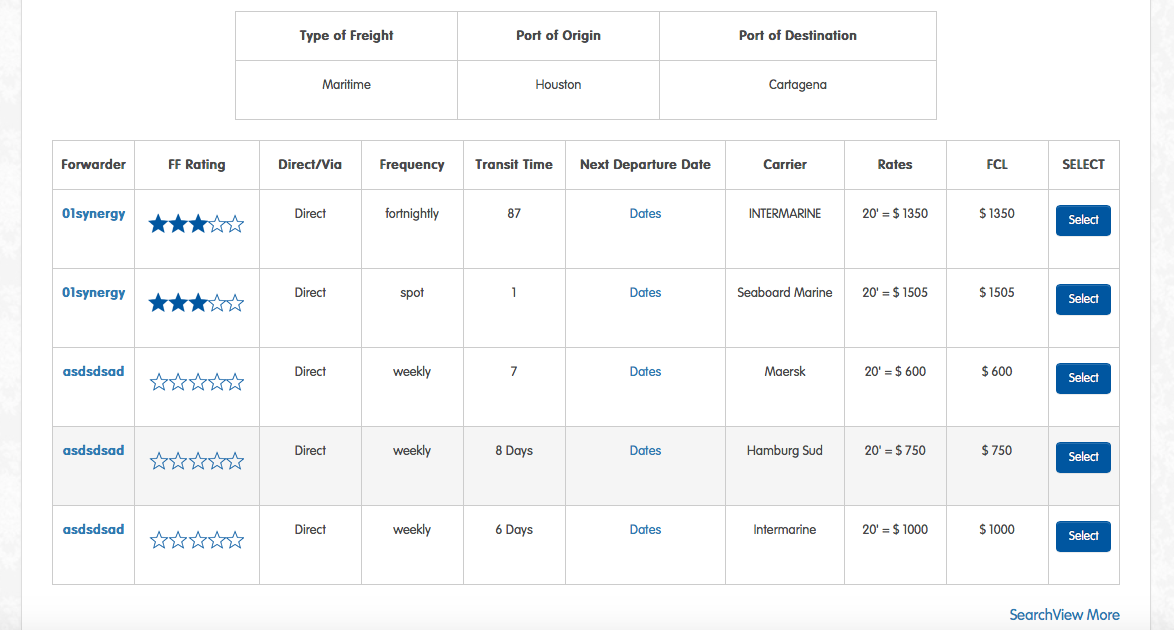 Type of Freight Port of Origin Port of Destination
Maritime Houston Cartagena
Forwarder FF Rating Direct/Via Frequency Transit Time Next Departure Date Carrier Rates FCL SELECT
01synergy Direct fortnightly 87 Dates INTERMARINE 20' = $ 1350 $ 1350 Select
01synergy Direct spot 1 Dates Seaboard Marine 20' = $ 1505 $ 1505 Select
asdsdsad Direct weekly 7 Dates Maersk 20' = $ 600 $ 600 Select
asdsdsad Direct weekly 8 Days Dates Hamburg Sud 20' = $ 750 $ 750 Select
asdsdsad Direct weekly 6 Days Dates Intermarine 20' = $ 1000 $ 1000 Select
SearchView More